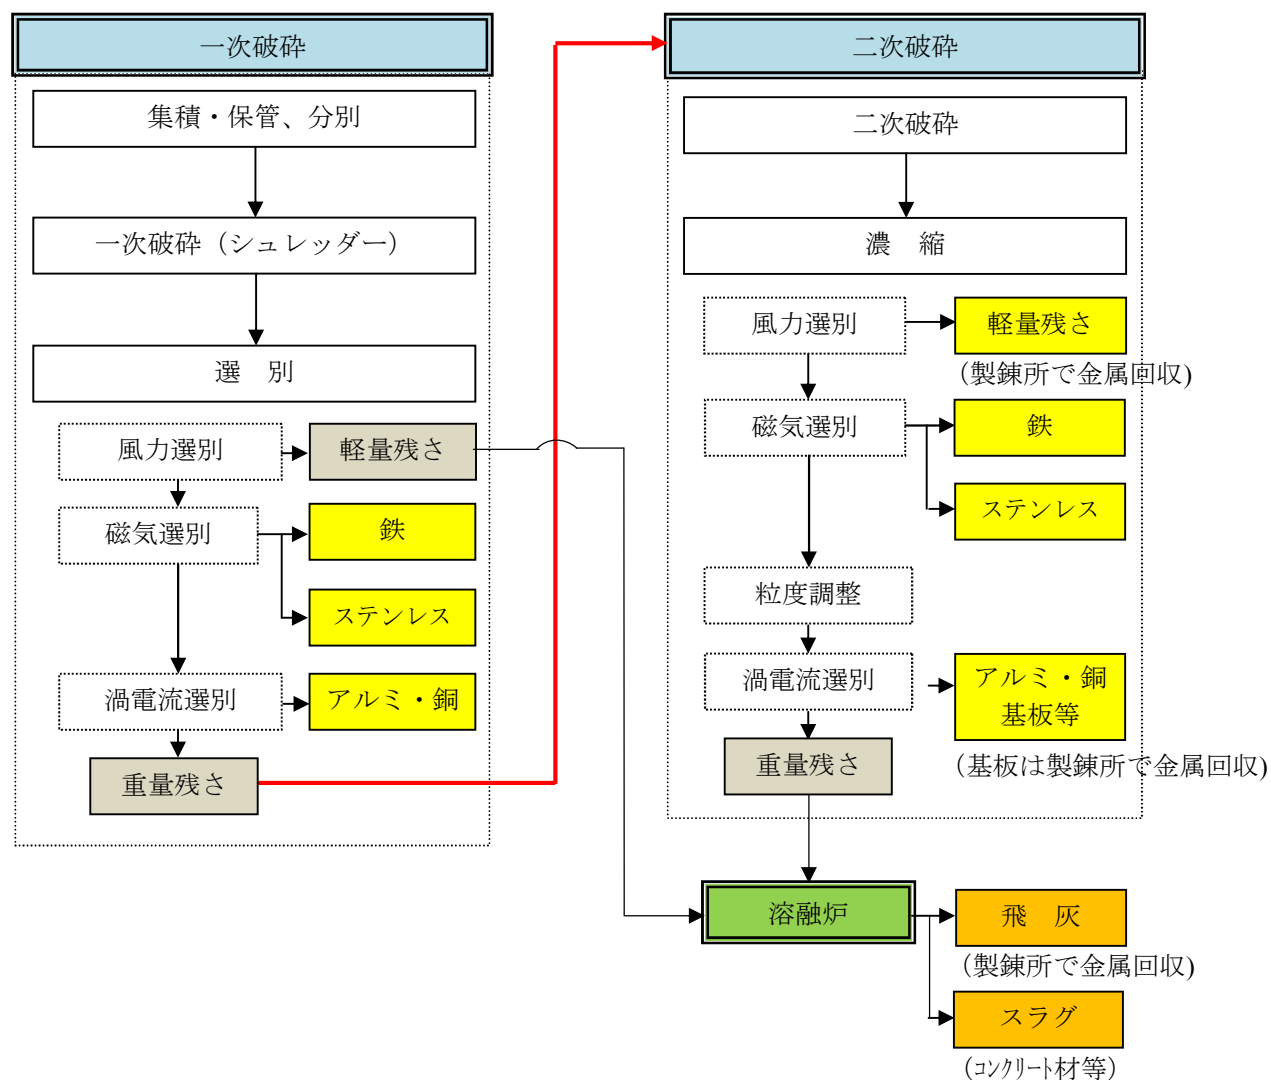 一次破砕
集積・保管、分別
一次破砕（シュレッダー）
選　別
風力選別
軽量残さ
磁気選別
鉄
ステンレス
渦電流選別
アルミ・銅
重量残さ
二次破砕
二次破砕
濃　縮
風力選別
軽量残さ
（製錬所で金属回収)
磁気選別
鉄
ステンレス
粒度調整
渦電流選別
アルミ・銅
基板等
（基板は製錬所で金属回収)
重量残さ
溶融炉
飛　灰
（製錬所で金属回収)
スラグ
（ｺﾝｸﾘｰﾄ材等）